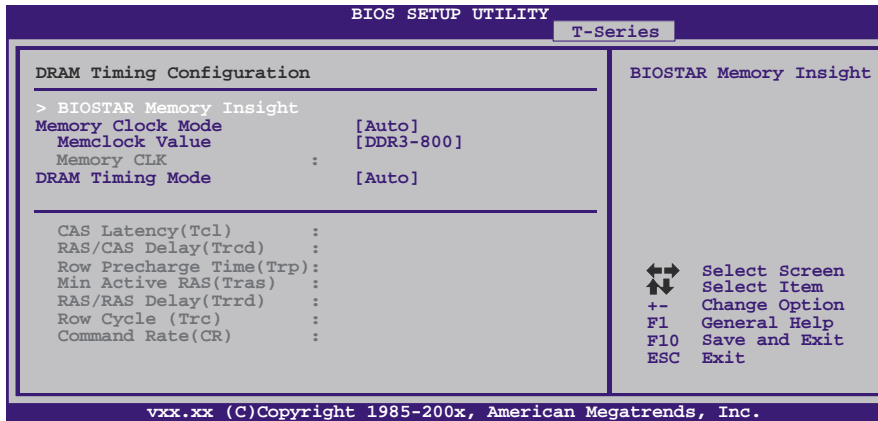 BIOS SETUP UTILITY
T-Series
DRAM Timing Configuration
> BIOSTAR Memory Insight
Memory Clock Mode [Auto]
Memclock Value [DDR3-800]
Memory CLK :
DRAM Timing Mode [Auto]
CAS Latency(Tcl) :
RAS/CAS Delay(Trcd) :
Row Precharge Time(Trp):
Min Active RAS(Tras) :
RAS/RAS Delay(Trrd) :
Row Cycle (Trc) :
Command Rate(CR) :
BIOSTAR Memory Insight
Select Screen
Select Item
+- Change Option
F1 General Help
F10 Save and Exit
ESC Exit
vxx.xx (C)Copyright 1985-200x, American Megatrends, Inc.